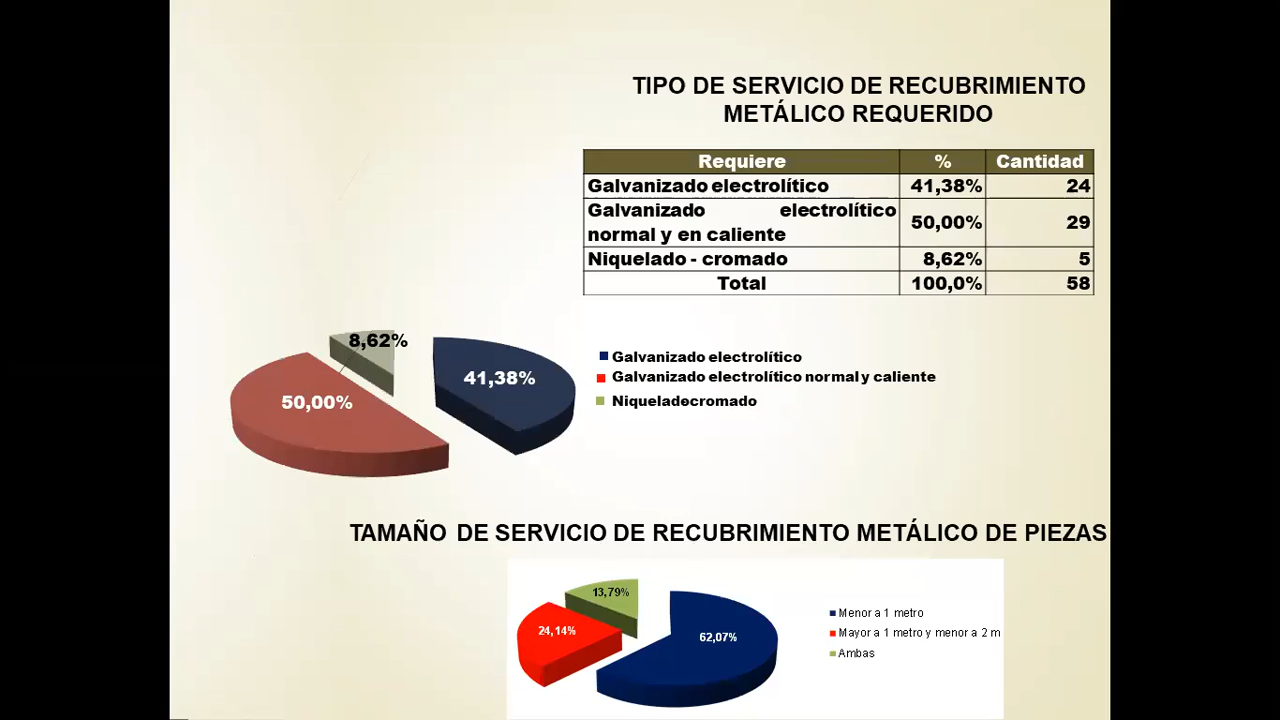 TIPO DE SERVICIO DE RECUBRIMIENTO
METÁLICO REQUERIDO
Requiere % Cantidad
Galvanizado electrolítico 41,38% 24
Galvanizado electrolítico
normal y en caliente 50,00% 29
Niquelado - cromado 8,62% 5
Total 100,0% 58
8,62%
41,38%
50,00%
Galvanizado electrolítico
Galvanizado electrolítico normal y caliente
Niqueladocromado
TAMAÑO DE SERVICIO DE RECUBRIMIENTO METÁLICO DE PIEZAS
13,79%
24,14%
62,07%
Menor a 1 metro
Mayor a 1 metro y menor a 2 m
Ambas